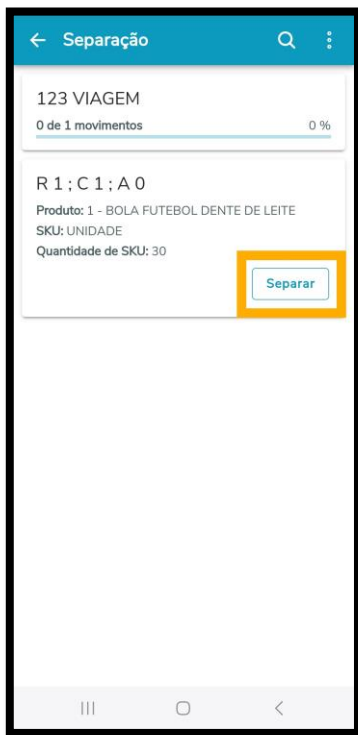 Separação
123 VIAGEM
0 de 1 movimentos 0 %
R 1 ; C 1 ; A 0
Produto: 1 - BOLA FUTEBOL DENTE DE LEITE
SKU: UNIDADE
Quantidade de SKU: 30
Separar